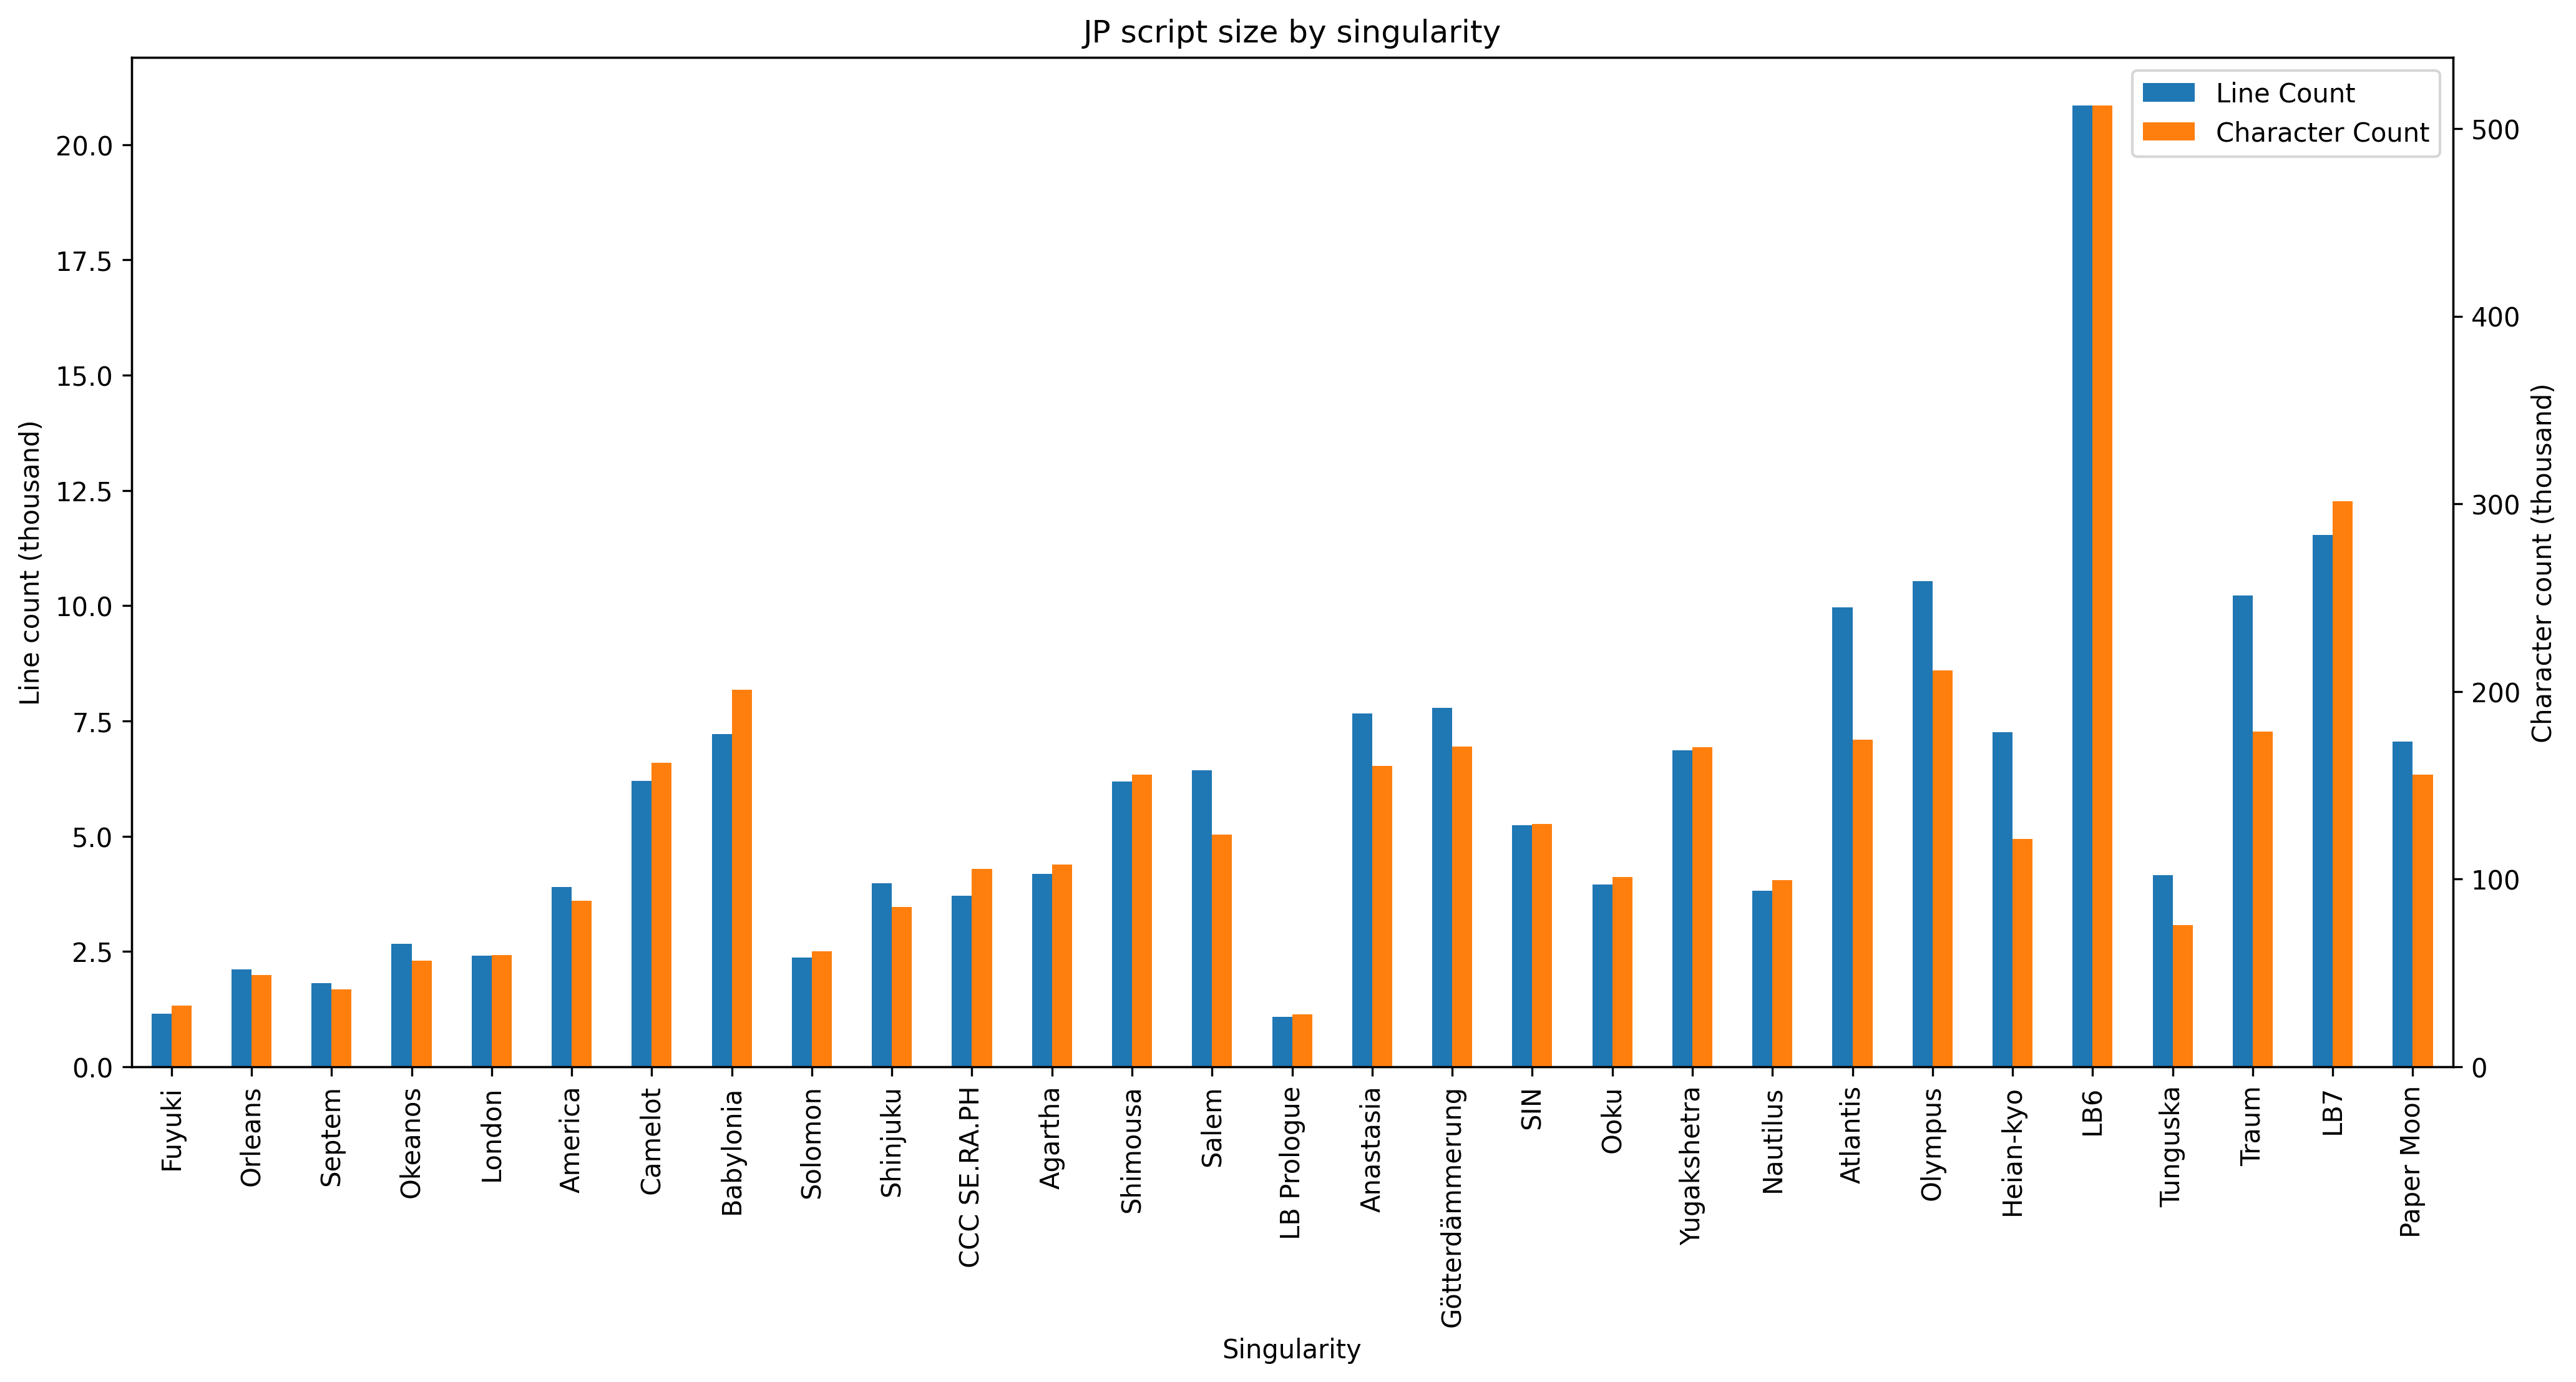 JP script size by singularity
Line Count
Character Count
Line count (thousand)
20.0
17.5
15.0
12.5
10.0
7.5
5.0
2.5
0.0
Character count (thousand)
500
400
300
200
100
0
Fuyuki
Orleans
Septem
Okeanos
London
America
Camelot
Babylonia
Solomon
Shinjuku
CCC SE.RA.PH
Agartha
Shimousa
Salem
LB Prologue
Anastasia
Götterdämmerung
SIN
Ooku
Yugakshetra
Nautilus
Atlantis
Olympus
Heian-kyo
LB6
Tunguska
Traum
LB7
Paper Moon
Singularity